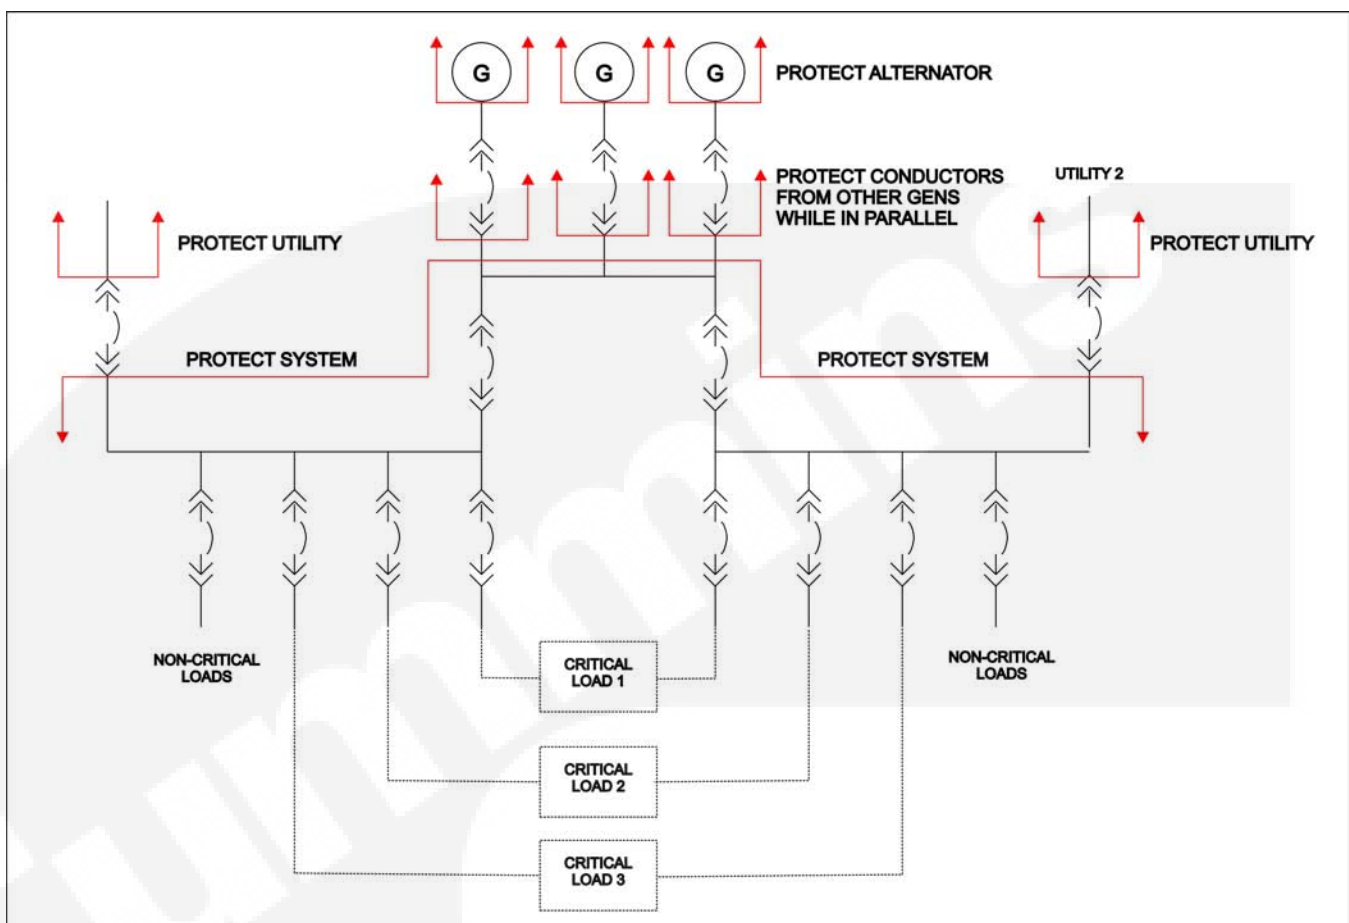 G
G
G
PROTECT ALTERNATOR
PROTECT CONDUCTORS
FROM OTHER GENS
WHILE IN PARALLEL
UTILITY 2
PROTECT UTILITY
PROTECT UTILITY
PROTECT SYSTEM
PROTECT SYSTEM
NON-CRITICAL
LOADS
CRITICAL
LOAD 1
NON-CRITICAL
LOADS
CRITICAL
LOAD 2
CRITICAL
LOAD 3
cummins